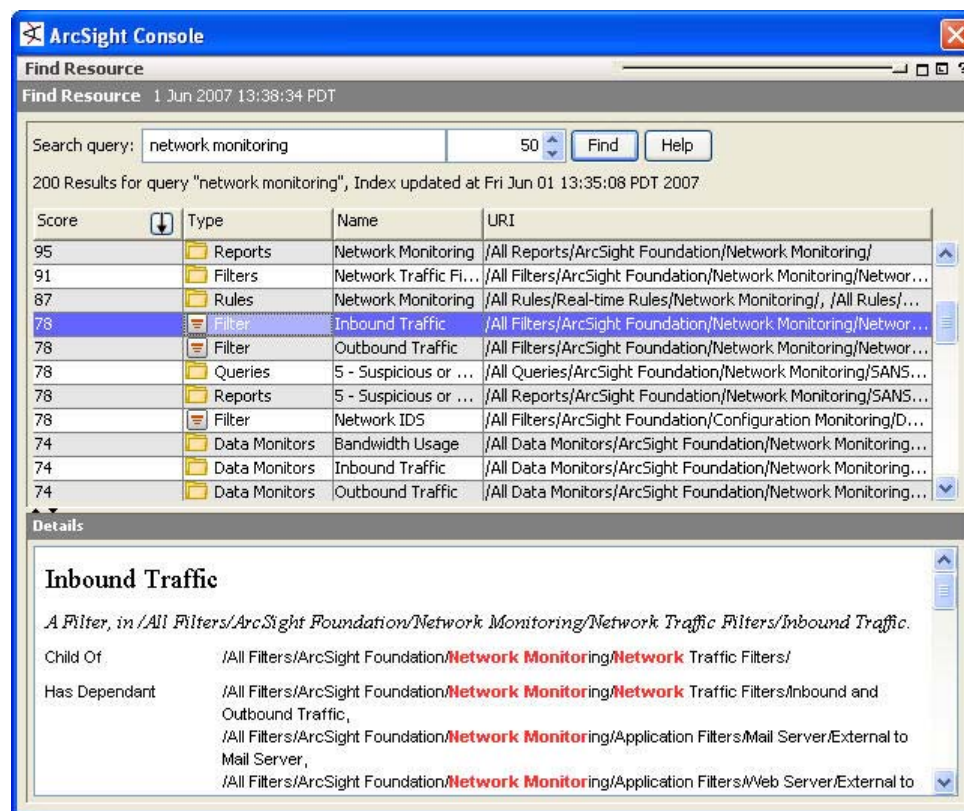 ArcSight Console
Find Resource
Find Resource 1 Jun 2007 13:38:34 PDT
Search query: network monitoring 50 Find Help
200 Results for query "network monitoring", Index updated at Fri Jun 01 13:35:08 PDT 2007
Score Type Name URI
95 Reports Network Monitoring /All Reports/ArcSight Foundation/Network Monitoring/
91 Filters Network Traffic Fi... /All Filters/ArcSight Foundation/Network Monitoring/Networ...
87 Rules Network Monitoring /All Rules/Real-time Rules/Network Monitoring/, /All Rules/...
78 Filter Inbound Traffic /All Filters/ArcSight Foundation/Network Monitoring/Networ...
78 Filter Outbound Traffic /All Filters/ArcSight Foundation/Network Monitoring/Networ...
78 Queries 5 - Suspicious or ... /All Queries/ArcSight Foundation/Network Monitoring/SANS...
78 Reports 5 - Suspicious or ... /All Reports/ArcSight Foundation/Network Monitoring/SANS...
78 Filter Network IDS /All Filters/ArcSight Foundation/Configuration Monitoring/D...
74 Data Monitors Bandwidth Usage /All Data Monitors/ArcSight Foundation/Network Monitoring...
74 Data Monitors Inbound Traffic /All Data Monitors/ArcSight Foundation/Network Monitoring...
74 Data Monitors Outbound Traffic /All Data Monitors/ArcSight Foundation/Network Monitoring...
Details
Inbound Traffic
A Filter, in /All Filters/ArcSight Foundation/Network Monitoring/Network Traffic Filters/Inbound Traffic.
Child Of /All Filters/ArcSight Foundation/Network Monitoring/Network Traffic Filters/
Has Dependant /All Filters/ArcSight Foundation/Network Monitoring/Network Traffic Filters/Inbound and
Outbound Traffic,
/All Filters/ArcSight Foundation/Network Monitoring/Application Filters/Mail Server/External to
Mail Server,
/All Filters/ArcSight Foundation/Network Monitoring/Application Filters/Web Server/External to